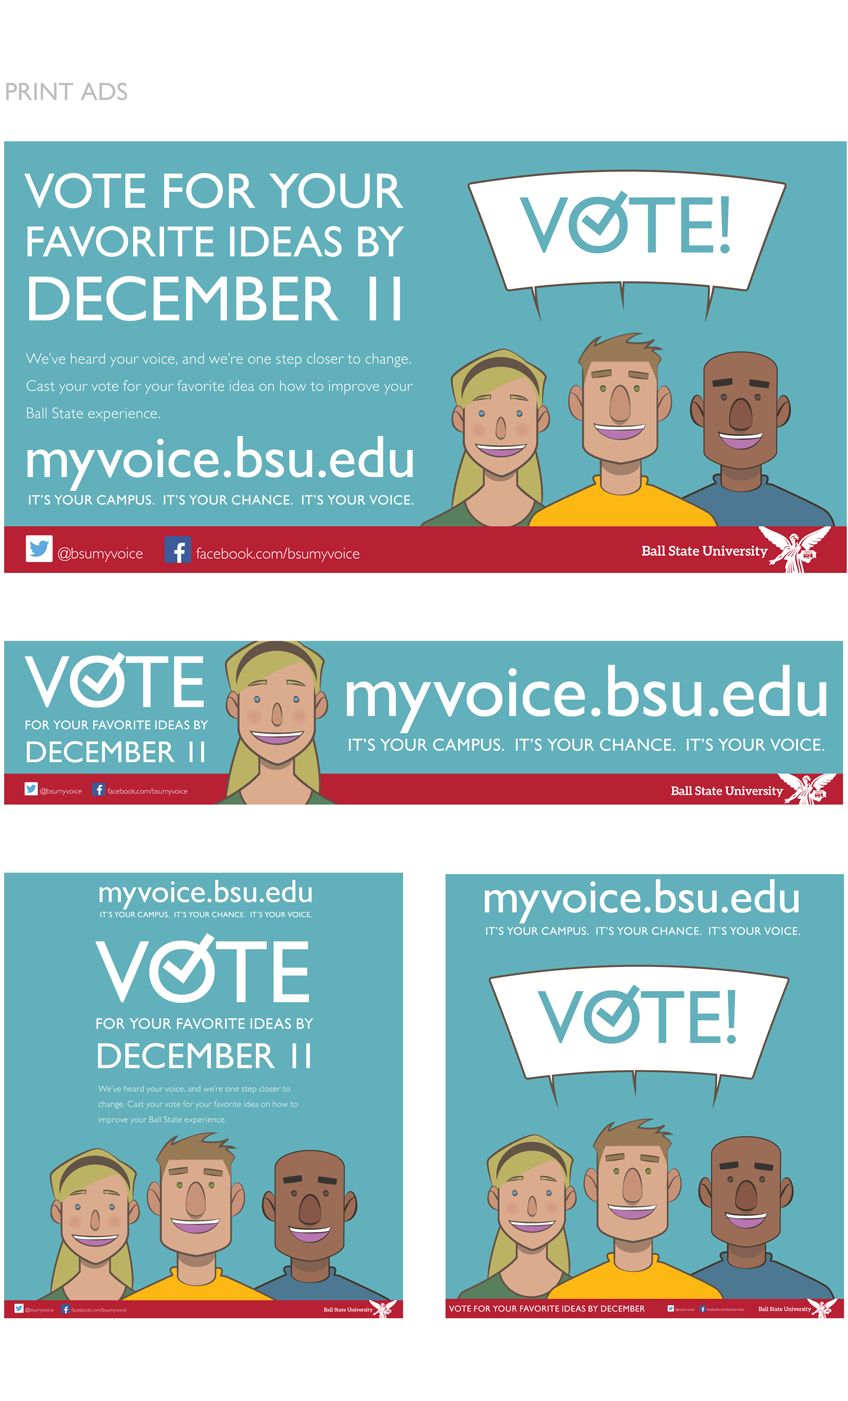 PRINT ADS
VOTE FOR YOUR
FAVORITE IDEAS BY
DECEMBER 11
We've heard your voice, and we're one step closer to change.
Cast your vote for your favorite idea on how to improve your
Ball State experience.
myvoice.bsu.edu
IT'S YOUR CAMPUS. IT'S YOUR CHANCE. IT'S YOUR VOICE.
VOTE!
@bsumyvoice facebook.com/bsumyvoice
Ball State University
VOTE
FOR YOUR FAVORITE IDEAS BY
DECEMBER 11
@bsumyvoice facebook.com/bsumyvoice
myvoice.bsu.edu
IT'S YOUR CAMPUS. IT'S YOUR CHANCE. IT'S YOUR VOICE.
Ball State University
myvoice.bsu.edu
IT'S YOUR CAMPUS. IT'S YOUR CHANCE. IT'S YOUR VOICE.
VOTE
FOR YOUR FAVORITE IDEAS BY
DECEMBER 11
We've heard your voice, and we're one step closer to
change. Cast your vote for your favorite idea on how to
improve your Ball State experience.
@bsumyvoice facebook.com/bsumyvoice
Ball State University
myvoice.bsu.edu
IT'S YOUR CAMPUS. IT'S YOUR CHANCE. IT'S YOUR VOICE.
VOTE!
VOTE FOR YOUR FAVORITE IDEAS BY DECEMBER
@bsumyvoice facebook.com/bsumyvoice
Ball State University